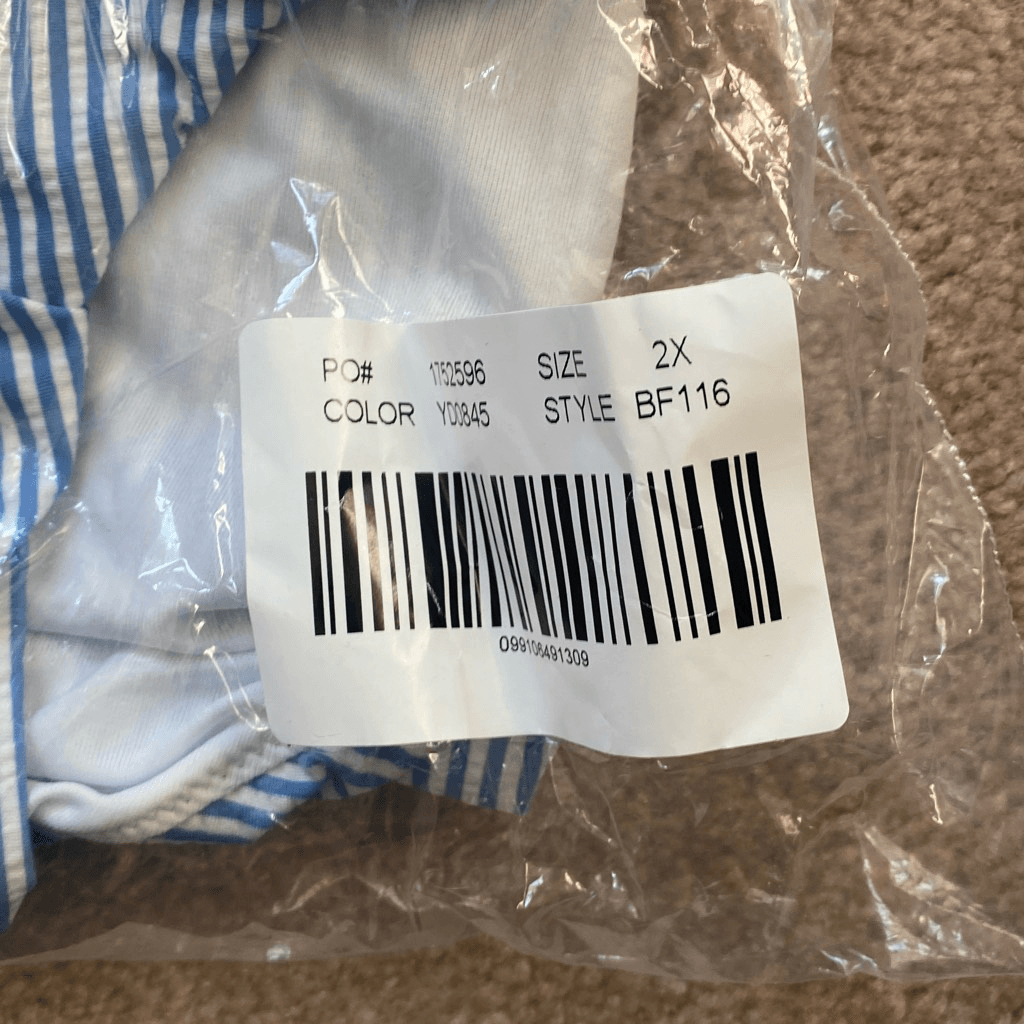 PO# 1752596 SIZE 2X
COLOR YD0845 STYLE BF116
099106491309